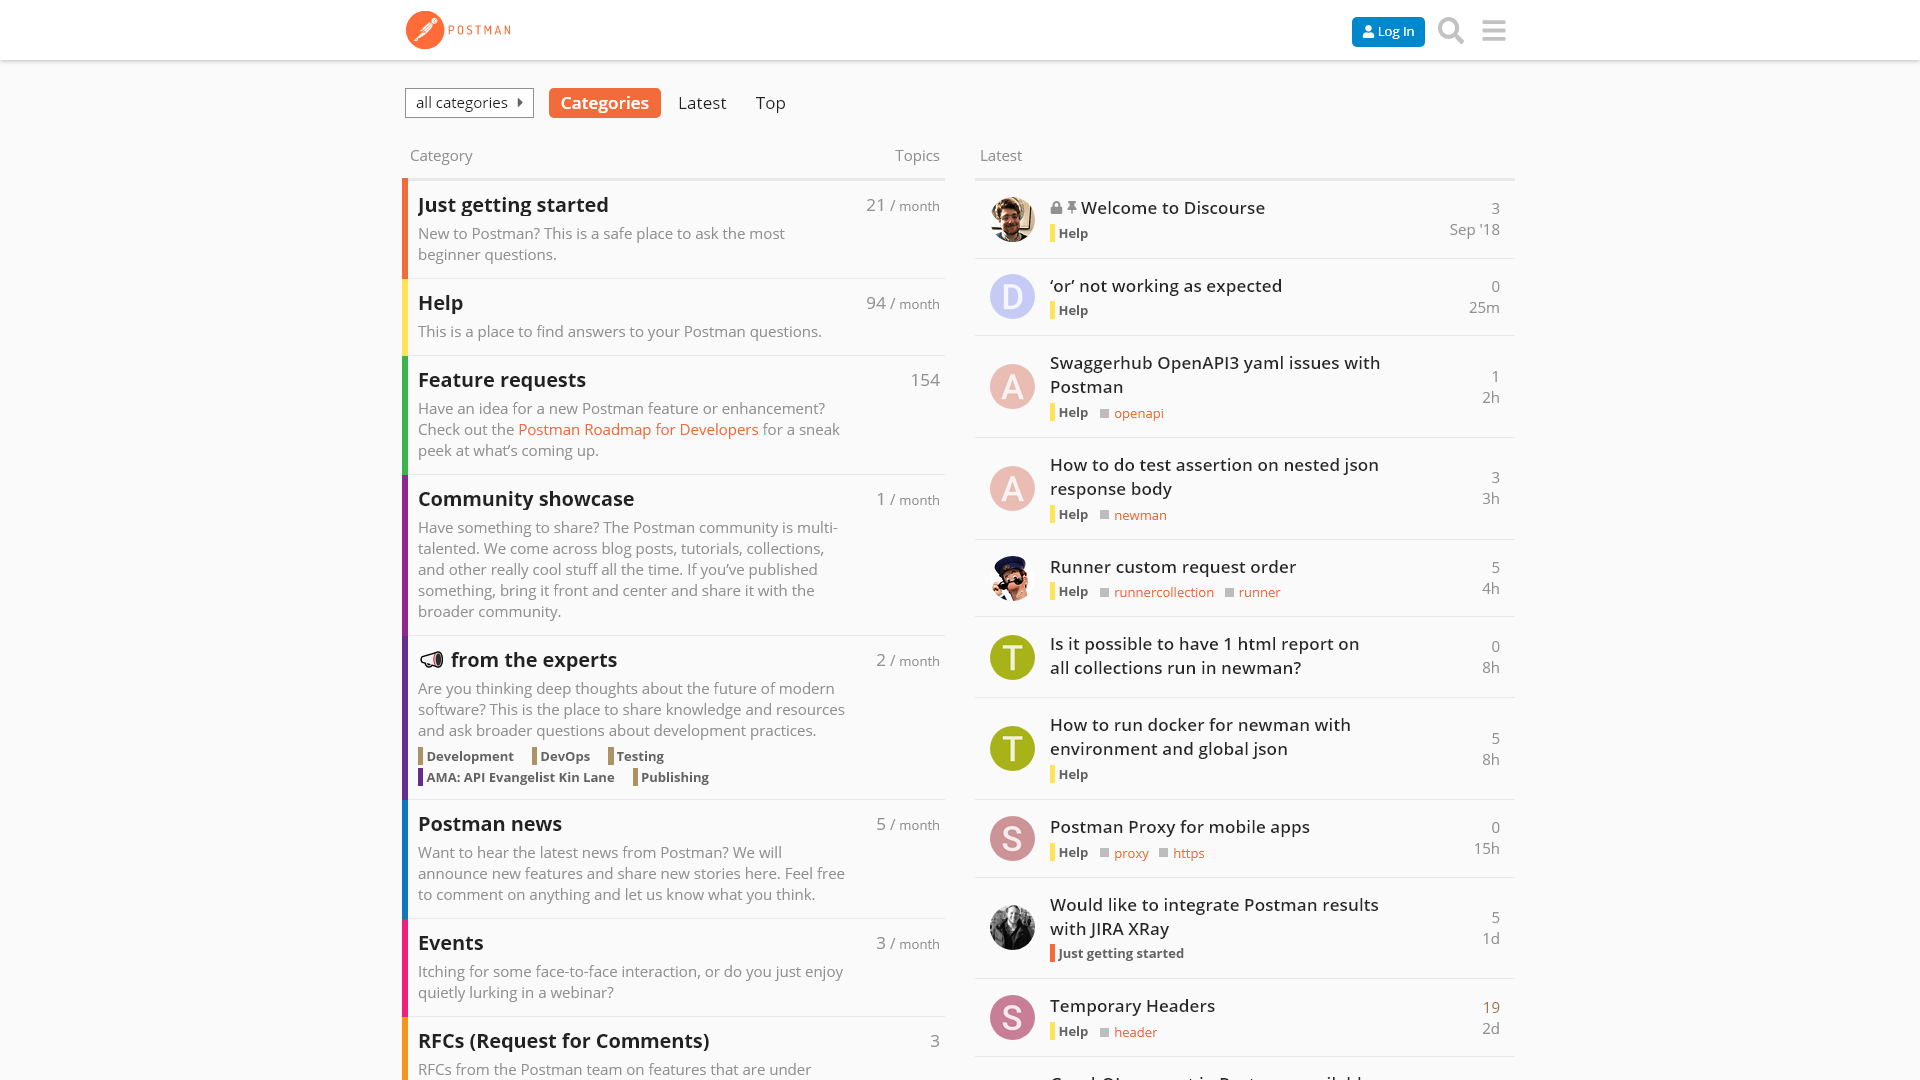 POSTMAN
Log In
all categories
Categories
Latest
Top
Category
Topics
Just getting started
21 / month
New to Postman? This is a safe place to ask the most
beginner questions.
Help
94 / month
This is a place to find answers to your Postman questions.
Feature requests
154
Have an idea for a new Postman feature or enhancement?
Check out the Postman Roadmap for Developers for a sneak
peek at what’s coming up.
Community showcase
1 / month
Have something to share? The Postman community is multi-
talented. We come across blog posts, tutorials, collections,
and other really cool stuff all the time. If you’ve published
something, bring it front and center and share it with the
broader community.
from the experts
2 / month
Are you thinking deep thoughts about the future of modern
software? This is the place to share knowledge and resources
and ask broader questions about development practices.
Development DevOps Testing
AMA: API Evangelist Kin Lane Publishing
Postman news
5 / month
Want to hear the latest news from Postman? We will
announce new features and share new stories here. Feel free
to comment on anything and let us know what you think.
Events
3 / month
Itching for some face-to-face interaction, or do you just enjoy
quietly lurking in a webinar?
RFCs (Request for Comments)
3
RFCs from the Postman team on features that are under
Latest
Welcome to Discourse
Help
3
Sep '18
D
‘or’ not working as expected
Help
0
25m
A
Swaggerhub OpenAPI3 yaml issues with
Postman
Help openapi
1
2h
A
How to do test assertion on nested json
response body
Help newman
3
3h
Runner custom request order
Help runnercollection runner
5
4h
T
Is it possible to have 1 html report on
all collections run in newman?
0
8h
T
How to run docker for newman with
environment and global json
Help
5
8h
S
Postman Proxy for mobile apps
Help proxy https
0
15h
Would like to integrate Postman results
with JIRA XRay
Just getting started
5
1d
S
Temporary Headers
Help header
19
2d